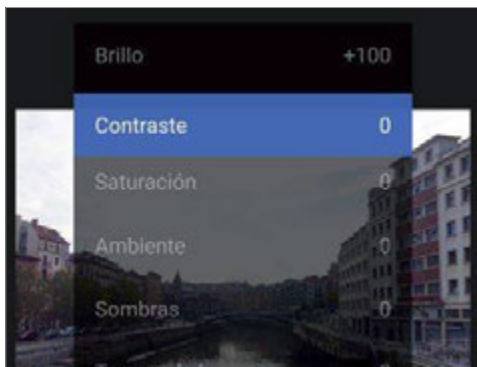 Brillo +100
Contraste 0
Saturación 0
Ambiente 0
Sombras 0